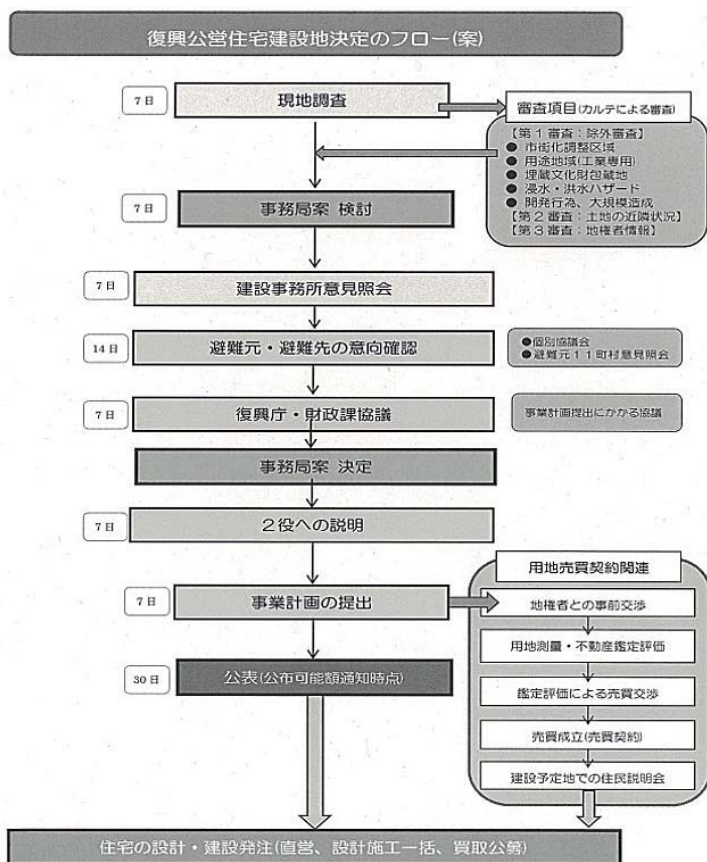 復興公営住宅建設地決定のフロー(案)
7日
現地調査
審査項目(カルテによる審査)
【第1審査:除外審査】
● 市街化調整区域
● 用途地域(工業専用)
● 埋蔵文化財包蔵地
● 浸水・洪水ハザード
● 開発行為、大規模造成
【第2審査:土地の近隣状況】
【第3審査:地権者情報】
7日
事務局案 検討
7日
建設事務所意見照会
14日
避難元・避難先の意向確認
●個別協議会
●避難元11町村意見照会
7日
復興庁・財政課協議
事業計画提出にかかる協議
事務局案 決定
7日
2役への説明
7日
事業計画の提出
30日
公表(公布可能額通知時点)
用地売買契約関連
地権者との事前交渉
用地測量・不動産鑑定評価
鑑定評価による売買交渉
売買成立(売買契約)
建設予定地での住民説明会
住宅の設計・建設発注(直営、設計施工一括、買取公募)